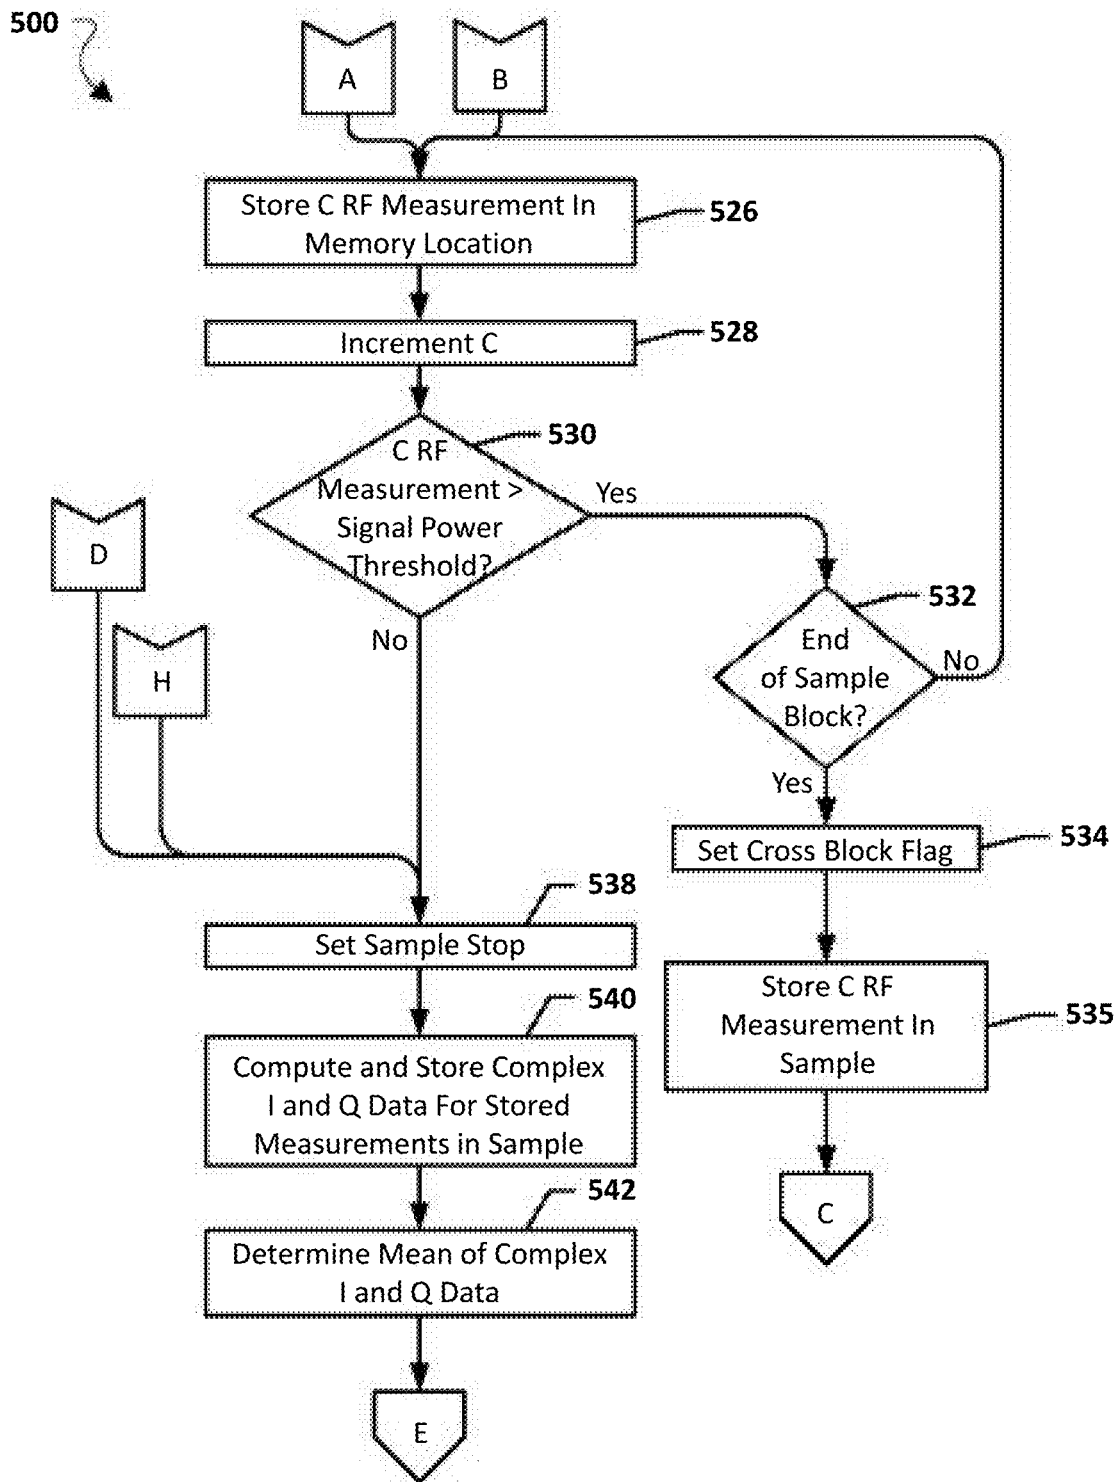 500
A
B
Store C RF Measurement In
Memory Location
526
Increment C
528
530
C RF
Measurement >
Signal Power
Threshold?
Yes
No
D
H
532
End
of Sample
Block?
No
Yes
Set Cross Block Flag
534
538
Set Sample Stop
Store C RF
Measurement In
Sample
535
540
Compute and Store Complex
I and Q Data For Stored
Measurements in Sample
C
542
Determine Mean of Complex
I and Q Data
E